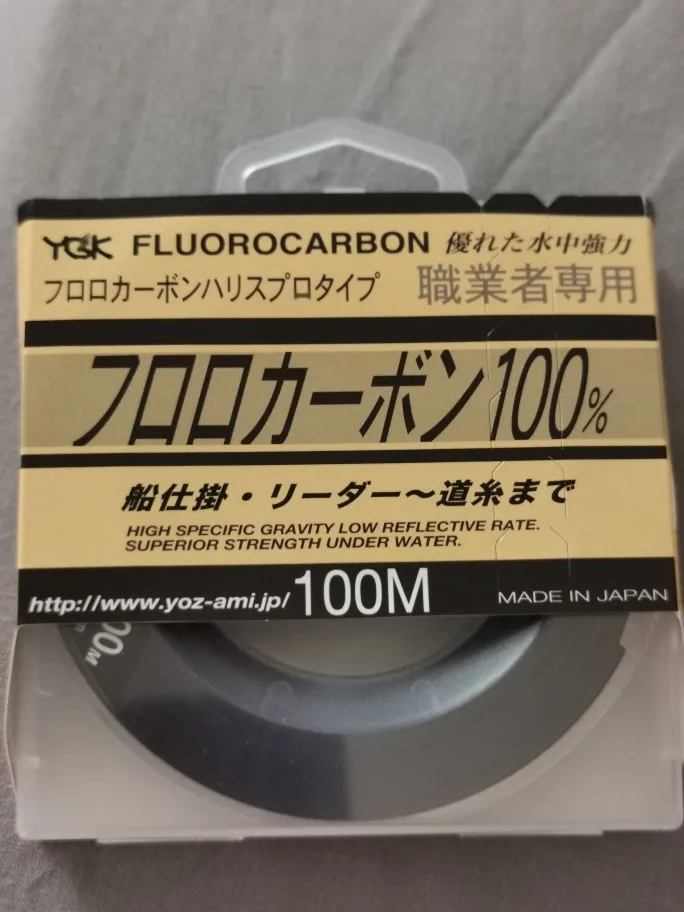 YGK FLUOROCARBON 優れた水中強力
フロロカーボンハリスプロタイプ 職業者専用
フロロカーボン100%
船仕掛・リーダー～道糸まで
HIGH SPECIFIC GRAVITY LOW REFLECTIVE RATE.
SUPERIOR STRENGTH UNDER WATER.
http://www.yoz-ami.jp/ 100M MADE IN JAPAN
00M